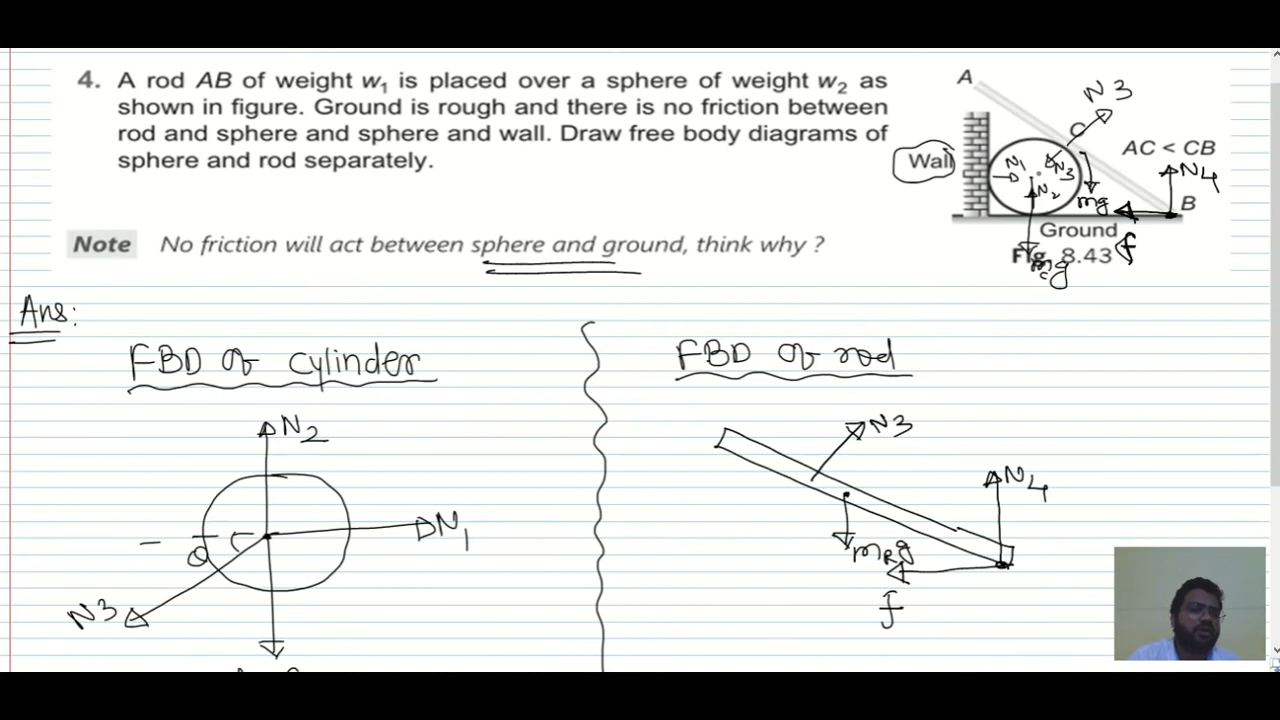 4. A rod AB of weight w₁ is placed over a sphere of weight w₂ as
shown in figure. Ground is rough and there is no friction between
rod and sphere and sphere and wall. Draw free body diagrams of
sphere and rod separately.
Note No friction will act between sphere and ground, think why ?
A
N3
C
AC < CB
Wall
N1
N3
N2
mg
N4
B
Ground
f
Fig. 8.43
mcg
Ans:
FBD of cylinder
N2
N1
θ
N3
FBD of rod
N3
N4
mRg
f